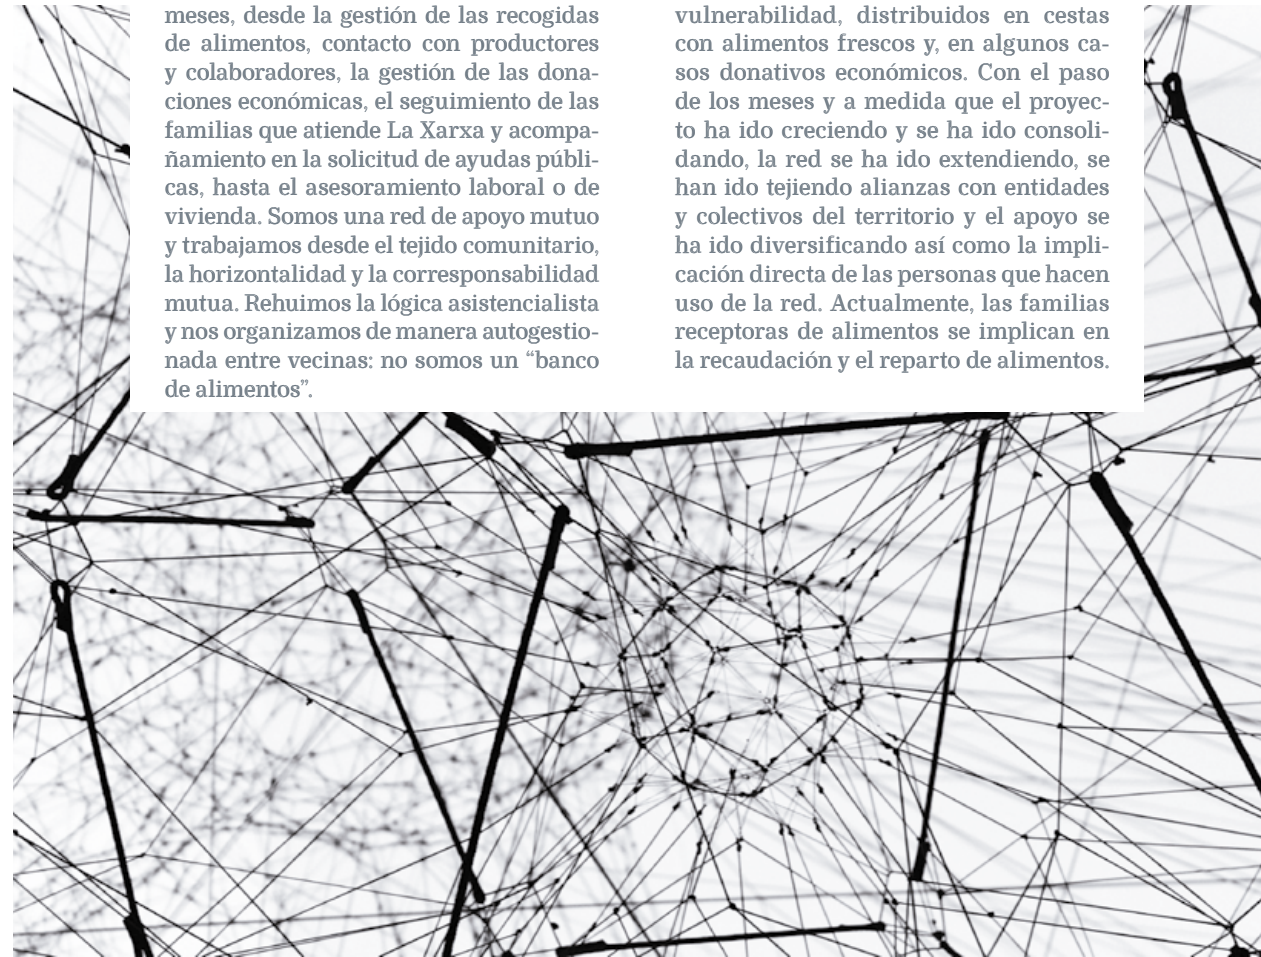 meses, desde la gestión de las recogidas
de alimentos, contacto con productores
y colaboradores, la gestión de las dona-
ciones económicas, el seguimiento de las
familias que atiende La Xarxa y acompa-
ñamiento en la solicitud de ayudas públi-
cas, hasta el asesoramiento laboral o de
vivienda. Somos una red de apoyo mutuo
y trabajamos desde el tejido comunitario,
la horizontalidad y la corresponsabilidad
mutua. Rehuimos la lógica asistencialista
y nos organizamos de manera autogestio-
nada entre vecinas: no somos un “banco
de alimentos”.
vulnerabilidad, distribuidos en cestas
con alimentos frescos y, en algunos ca-
sos donativos económicos. Con el paso
de los meses y a medida que el proyec-
to ha ido creciendo y se ha ido consoli-
dando, la red se ha ido extendiendo, se
han ido tejiendo alianzas con entidades
y colectivos del territorio y el apoyo se
ha ido diversificando así como la impli-
cación directa de las personas que hacen
uso de la red. Actualmente, las familias
receptoras de alimentos se implican en
la recaudación y el reparto de alimentos.